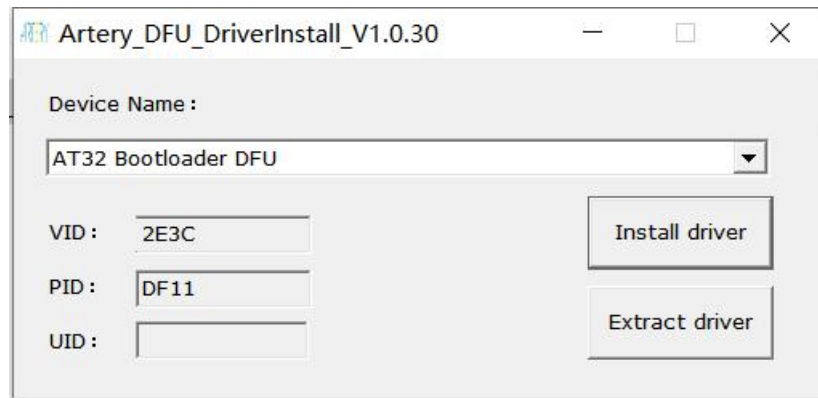 Artery_DFU_DriverInstall_V1.0.30
Device Name:
AT32 Bootloader DFU
VID: 2E3C
Install driver
PID: DF11
Extract driver
UID: